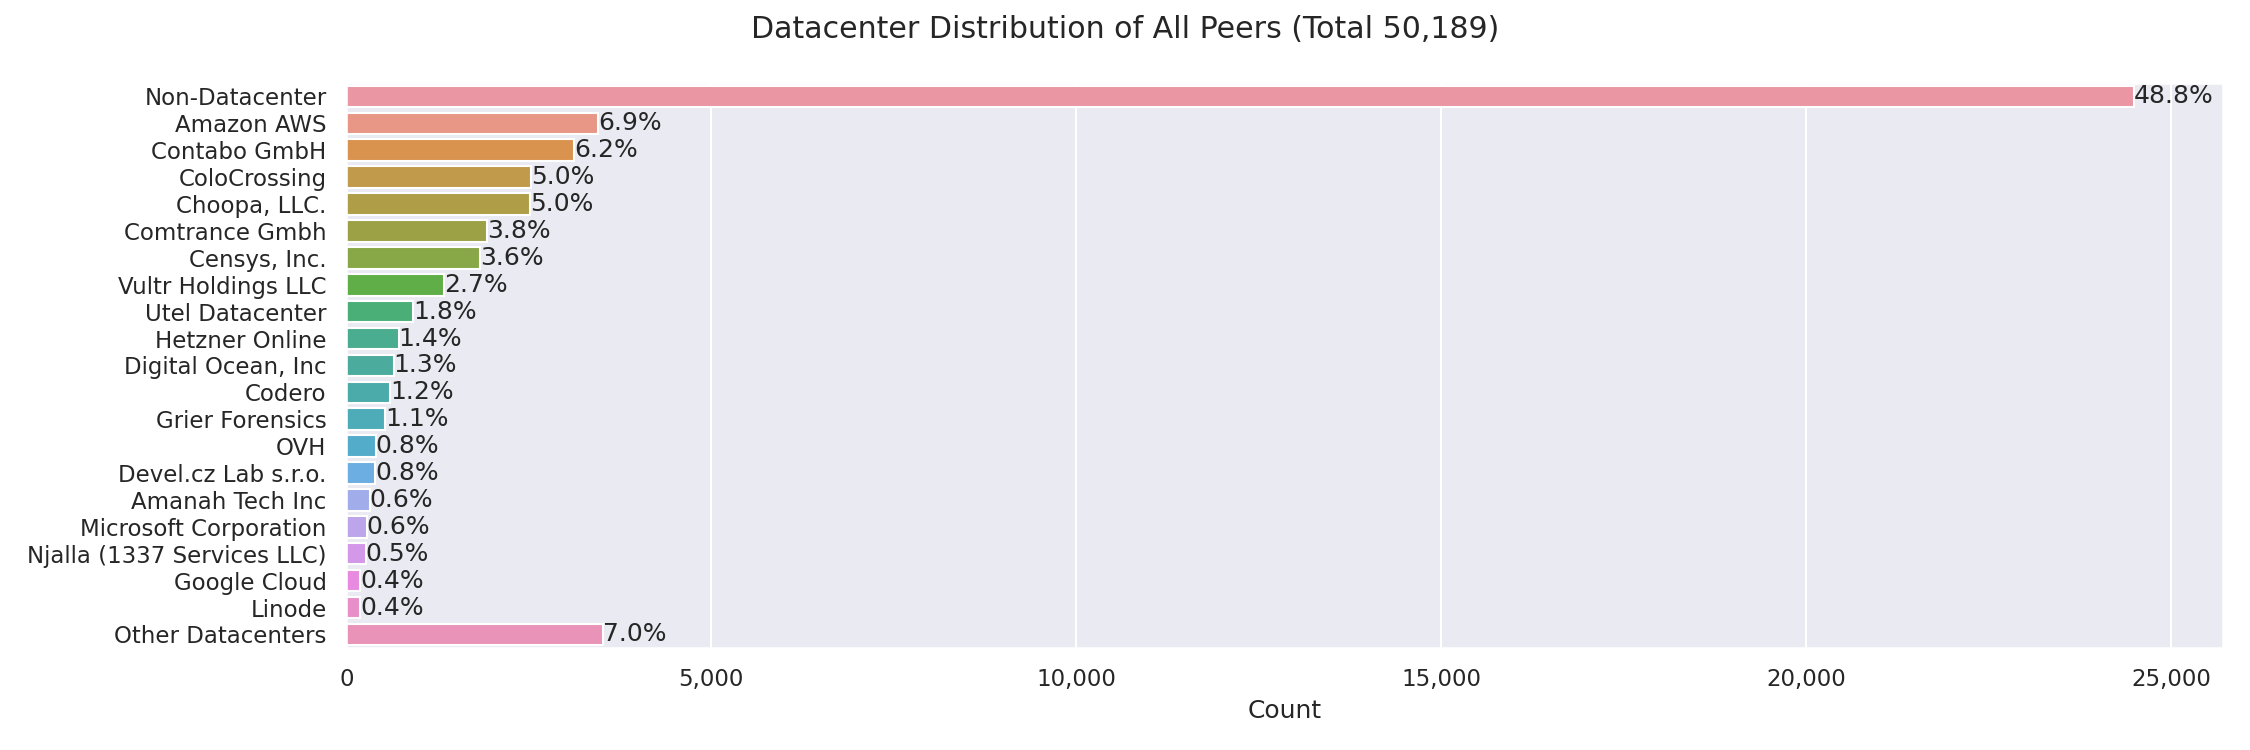 Datacenter Distribution of All Peers (Total 50,189)
Non-Datacenter 48.8%
Amazon AWS 6.9%
Contabo GmbH 6.2%
ColoCrossing 5.0%
Choopa, LLC. 5.0%
Comtrance Gmbh 3.8%
Censys, Inc. 3.6%
Vultr Holdings LLC 2.7%
Utel Datacenter 1.8%
Hetzner Online 1.4%
Digital Ocean, Inc 1.3%
Codero 1.2%
Grier Forensics 1.1%
OVH 0.8%
Devel.cz Lab s.r.o. 0.8%
Amanah Tech Inc 0.6%
Microsoft Corporation 0.6%
Njalla (1337 Services LLC) 0.5%
Google Cloud 0.4%
Linode 0.4%
Other Datacenters 7.0%
0 5,000 10,000 15,000 20,000 25,000
Count